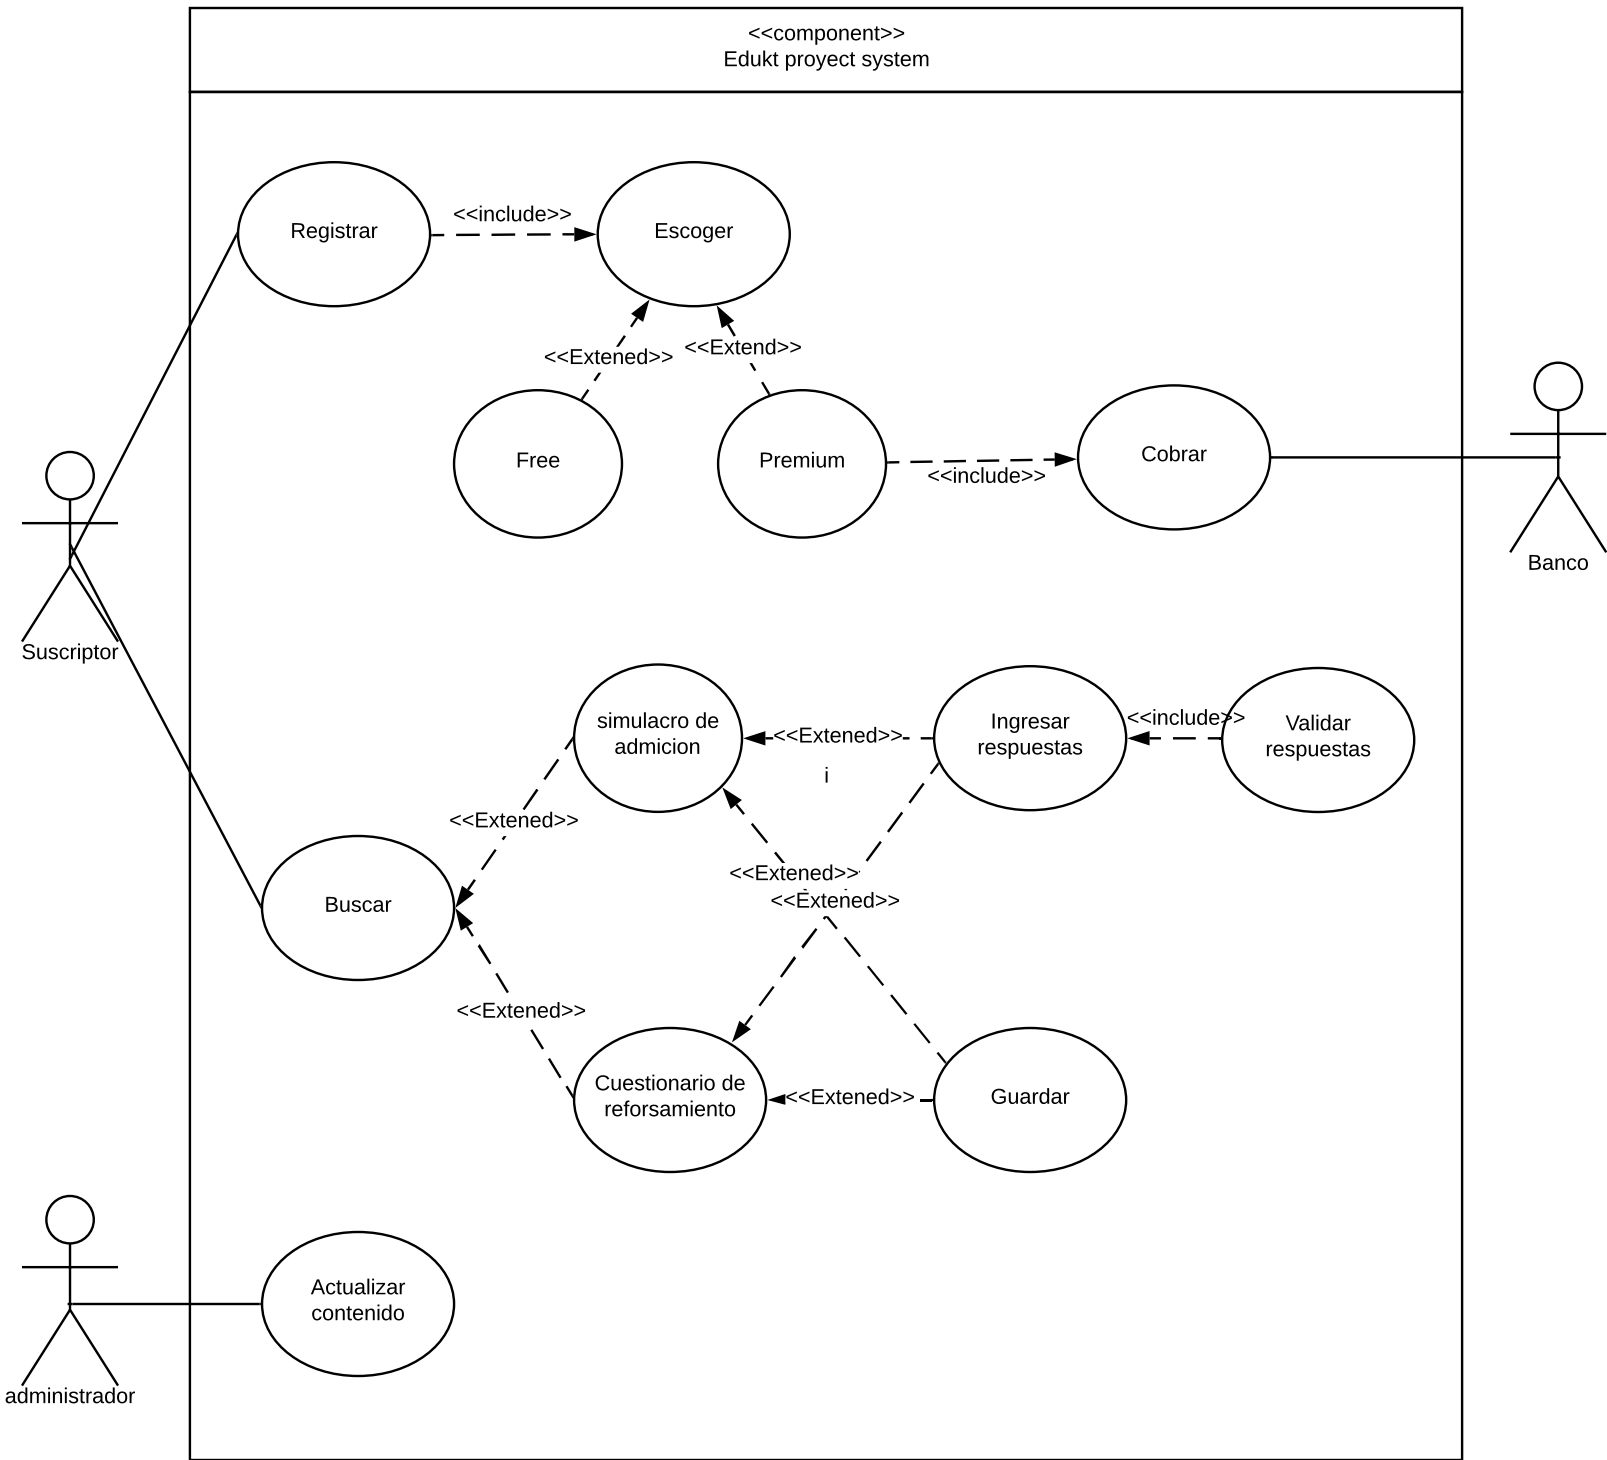 <<component>>
Edukt proyect system
Registrar
<<include>>
Escoger
<<Extened>>
<<Extend>>
Free
Premium
<<include>>
Cobrar
Banco
Suscriptor
simulacro de
admicion
<<Extened>>
i
Ingresar
respuestas
<<include>>
Validar
respuestas
<<Extened>>
Buscar
<<Extened>>
<<Extened>>
<<Extened>>
Cuestionario de
reforsamiento
<<Extened>>
Guardar
Actualizar
contenido
administrador